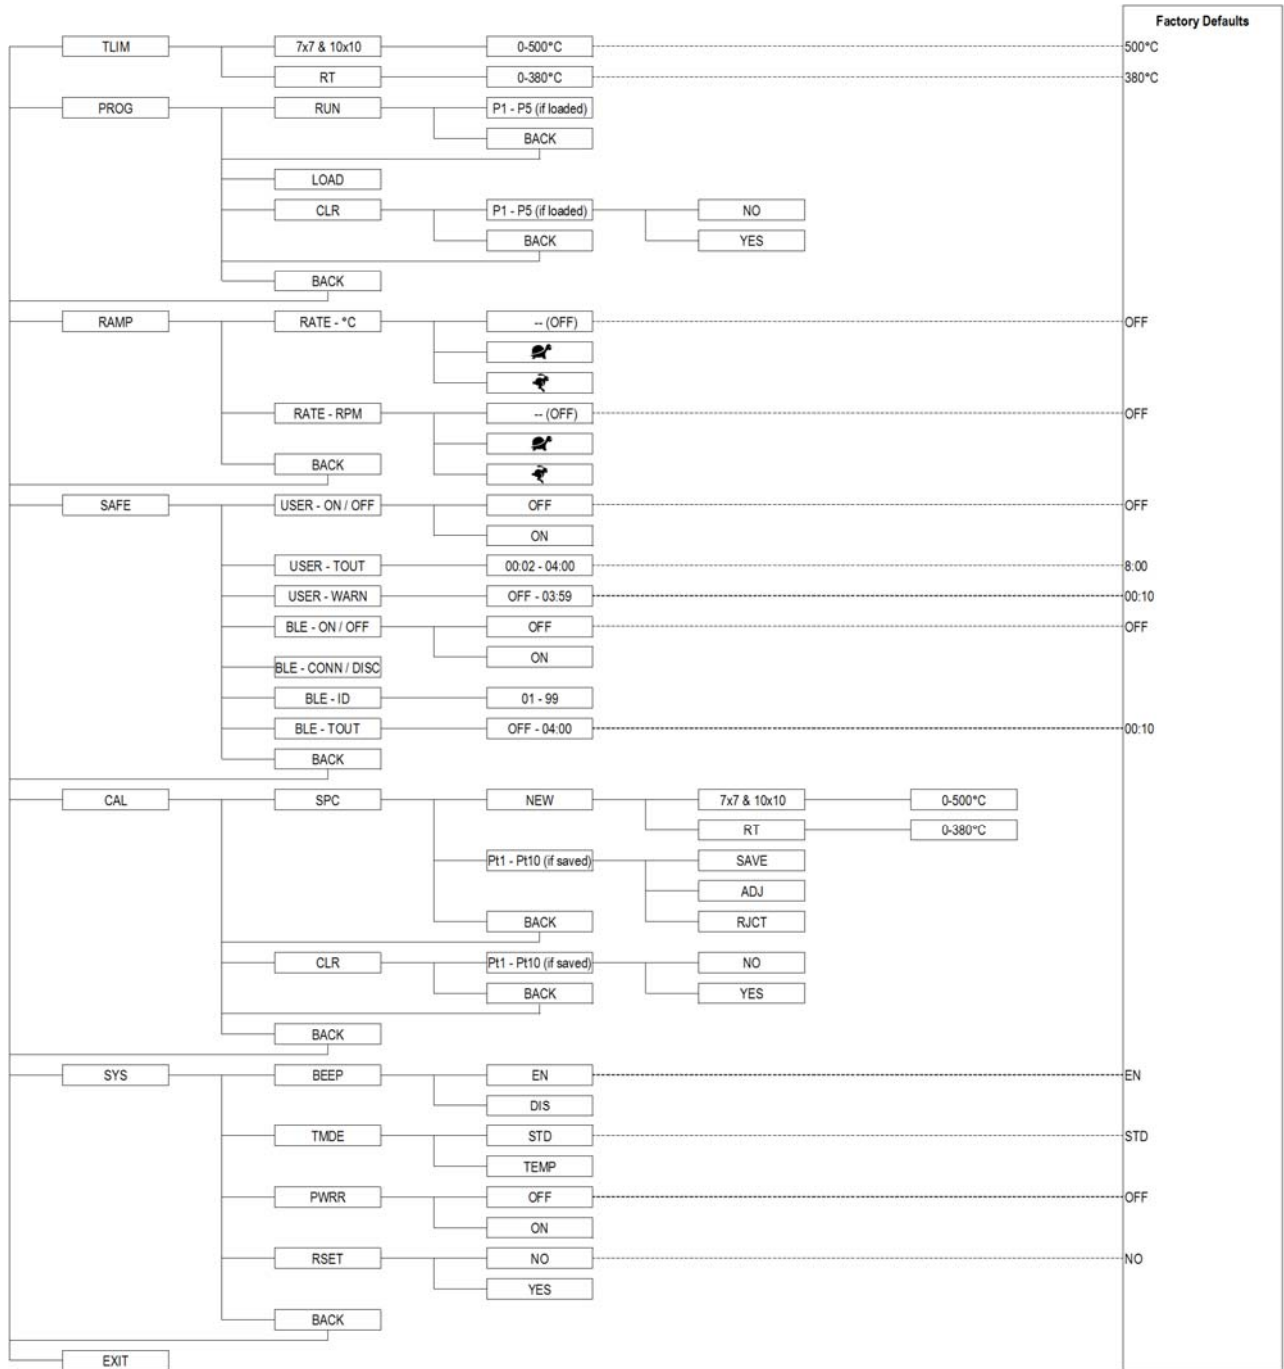 Factory Defaults
TLIM 7x7 & 10x10 0-500°C 500°C
RT 0-380°C 380°C
PROG RUN P1 - P5 (if loaded)
BACK
LOAD
CLR P1 - P5 (if loaded) NO
BACK YES
BACK
RAMP RATE - °C -- (OFF) OFF
RATE - RPM -- (OFF) OFF
BACK
SAFE USER - ON / OFF OFF OFF
ON
USER - TOUT 00:02 - 04:00 8:00
USER - WARN OFF - 03:59 00:10
BLE - ON / OFF OFF OFF
ON
BLE - CONN / DISC
BLE - ID 01 - 99
BLE - TOUT OFF - 04:00 00:10
BACK
CAL SPC NEW 7x7 & 10x10 0-500°C
RT 0-380°C
Pt1 - Pt10 (if saved) SAVE
ADJ
BACK RJCT
CLR Pt1 - Pt10 (if saved) NO
BACK YES
BACK
SYS BEEP EN EN
DIS
TMDE STD STD
TEMP
PWRR OFF OFF
ON
RSET NO NO
YES
BACK
EXIT